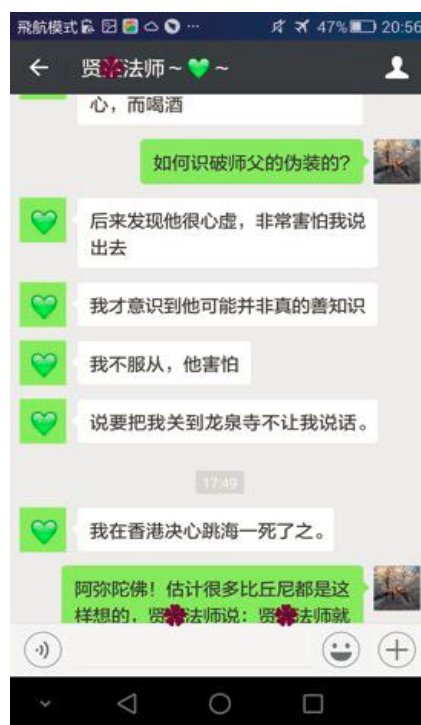 飛航模式 47% 20:56
贤法师~ ~
心，而喝酒
如何识破师父的伪装的?
后来发现他很心虚，非常害怕我说
出去
我才意识到他可能并非真的善知识
我不服从，他害怕
说要把我关到龙泉寺不让我说话。
17:49
我在香港决心跳海一死了之。
阿弥陀佛！估计很多比丘尼都是这
样想的，贤法师说：贤法师就